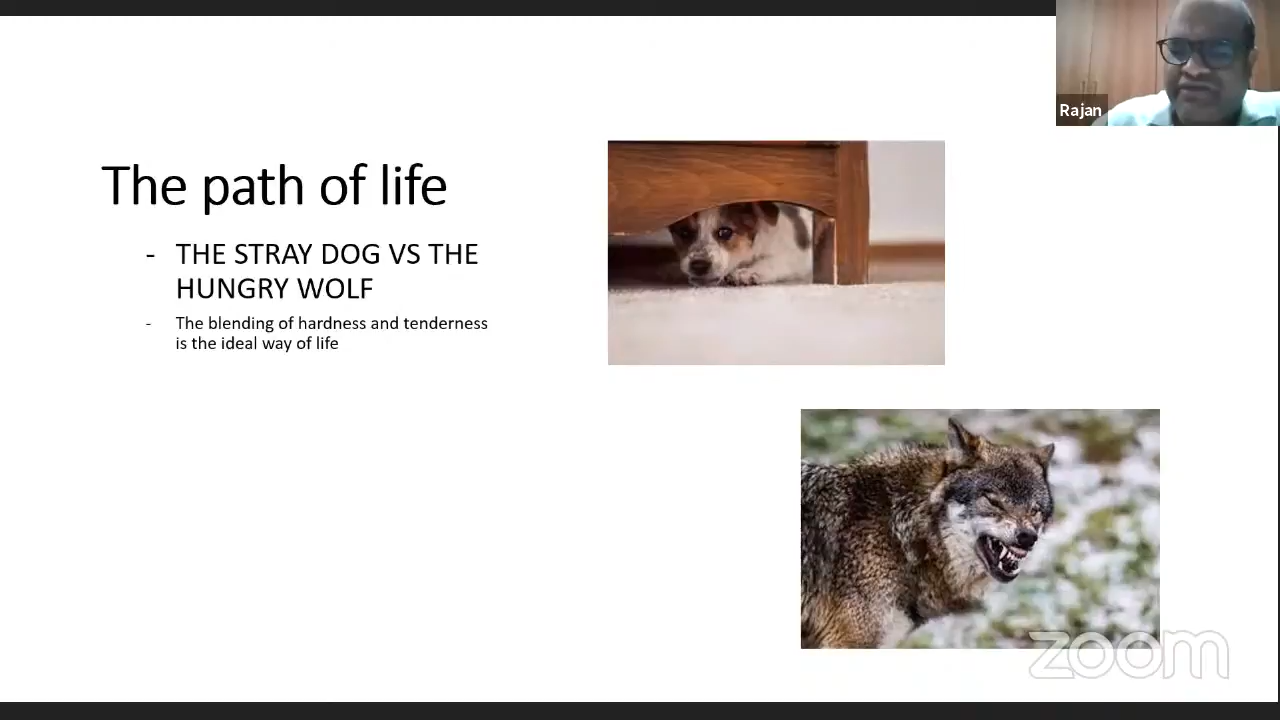 Rajan
The path of life
- THE STRAY DOG VS THE
HUNGRY WOLF
- The blending of hardness and tenderness
is the ideal way of life
zoom